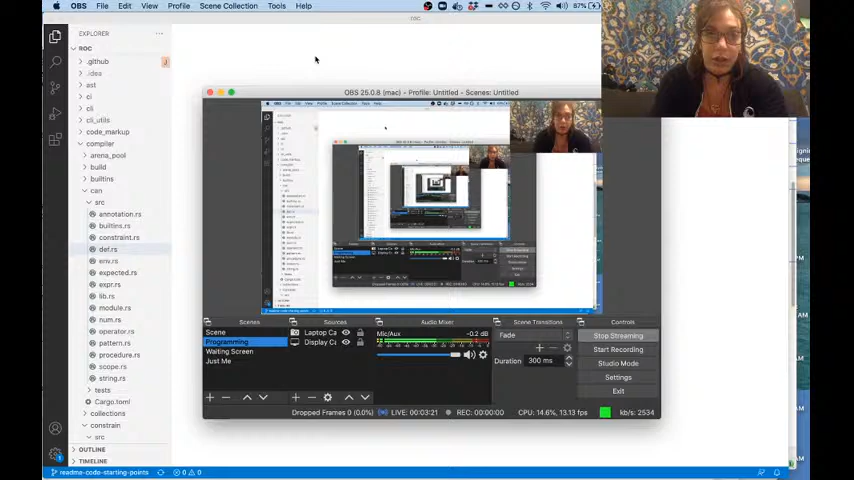 OBS File Edit View Profile Scene Collection Tools Help 87%
roc
EXPLORER ···
ROC
.github
J
.idea
ast
ci
cli
cli_utils
code_markup
compiler
arena_pool
build
builtins
can
src
annotation.rs
builtins.rs
constraint.rs
def.rs
env.rs
expected.rs
expr.rs
lib.rs
module.rs
num.rs
operator.rs
pattern.rs
procedure.rs
scope.rs
string.rs
tests
Cargo.toml
collections
constrain
src
OUTLINE
TIMELINE
readme-code-starting-points 0 0
OBS 25.0.8 (mac) - Profile: Untitled - Scenes: Untitled
Scenes Sources Audio Mixer Scene Transitions Controls
Scene
Programming
Waiting Screen
Just Me
Laptop Ca
Display Ca
Mic/Aux -0.2 dB
Fade
Duration 300 ms
Stop Streaming
Start Recording
Studio Mode
Settings
Exit
Dropped Frames 0 (0.0%) LIVE: 00:03:21 REC: 00:00:00 CPU: 14.6%, 13.13 fps kb/s: 2534